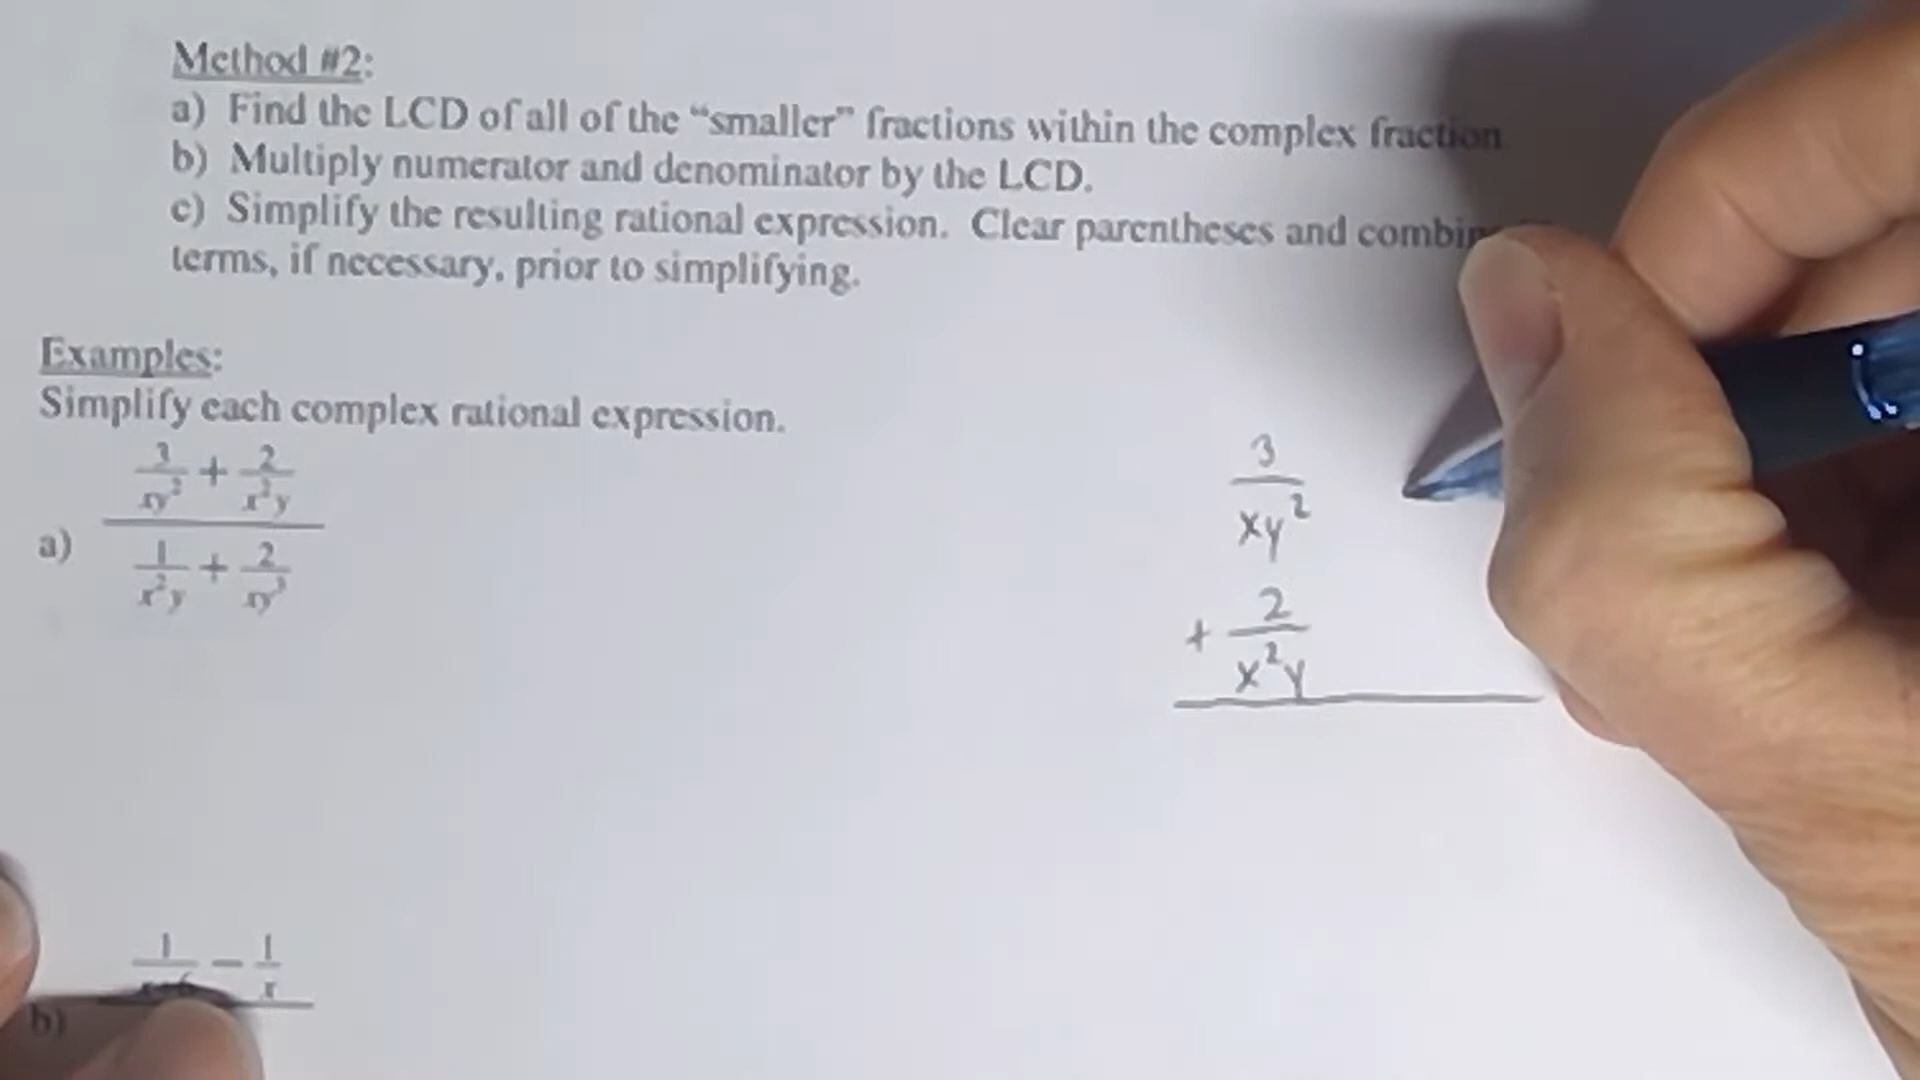 Method #2:
a) Find the LCD of all of the “smaller” fractions within the complex fraction
b) Multiply numerator and denominator by the LCD.
c) Simplify the resulting rational expression. Clear parentheses and
terms, if necessary, prior to simplifying.
Examples:
Simplify each complex rational expression.
a) (3/xy² + 2/x²y) / (1/x²y + 2/xy³)
3/xy²
+ 2/x²y
b) 1/ − 1/x